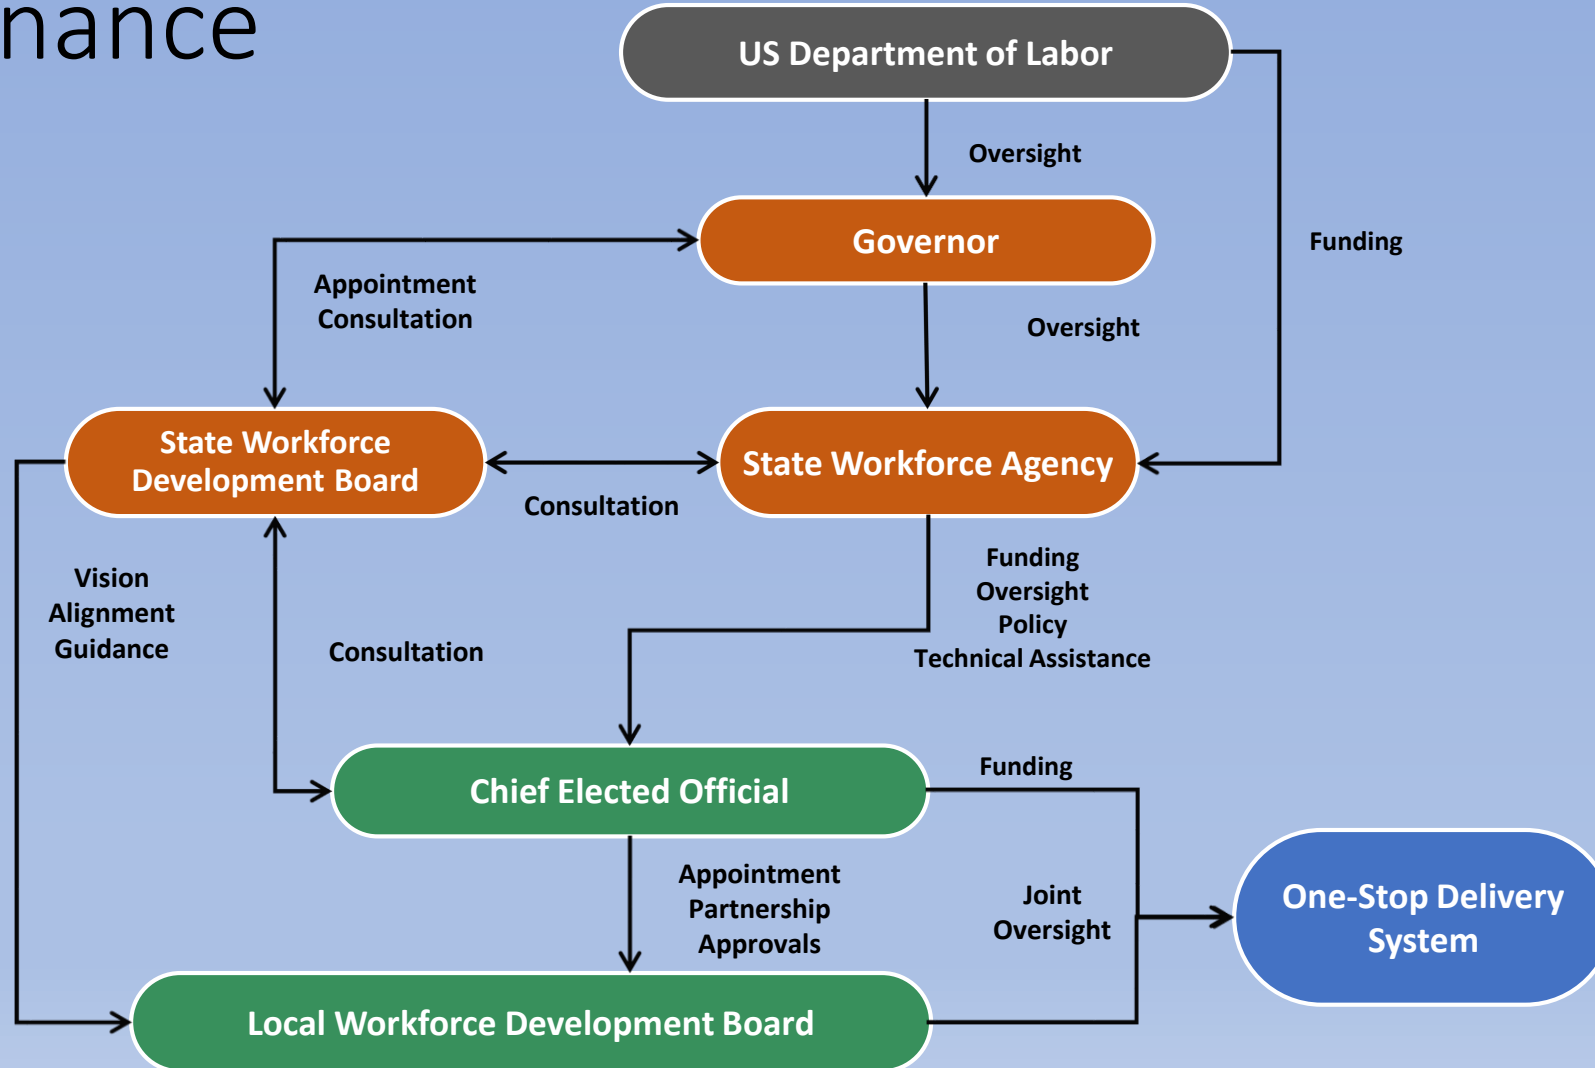 nance
US Department of Labor
Oversight
Governor
Funding
Appointment
Consultation
Oversight
State Workforce
Development Board
State Workforce Agency
Consultation
Funding
Oversight
Policy
Technical Assistance
Vision
Alignment
Guidance
Consultation
Chief Elected Official
Funding
Appointment
Partnership
Approvals
Joint
Oversight
One-Stop Delivery
System
Local Workforce Development Board